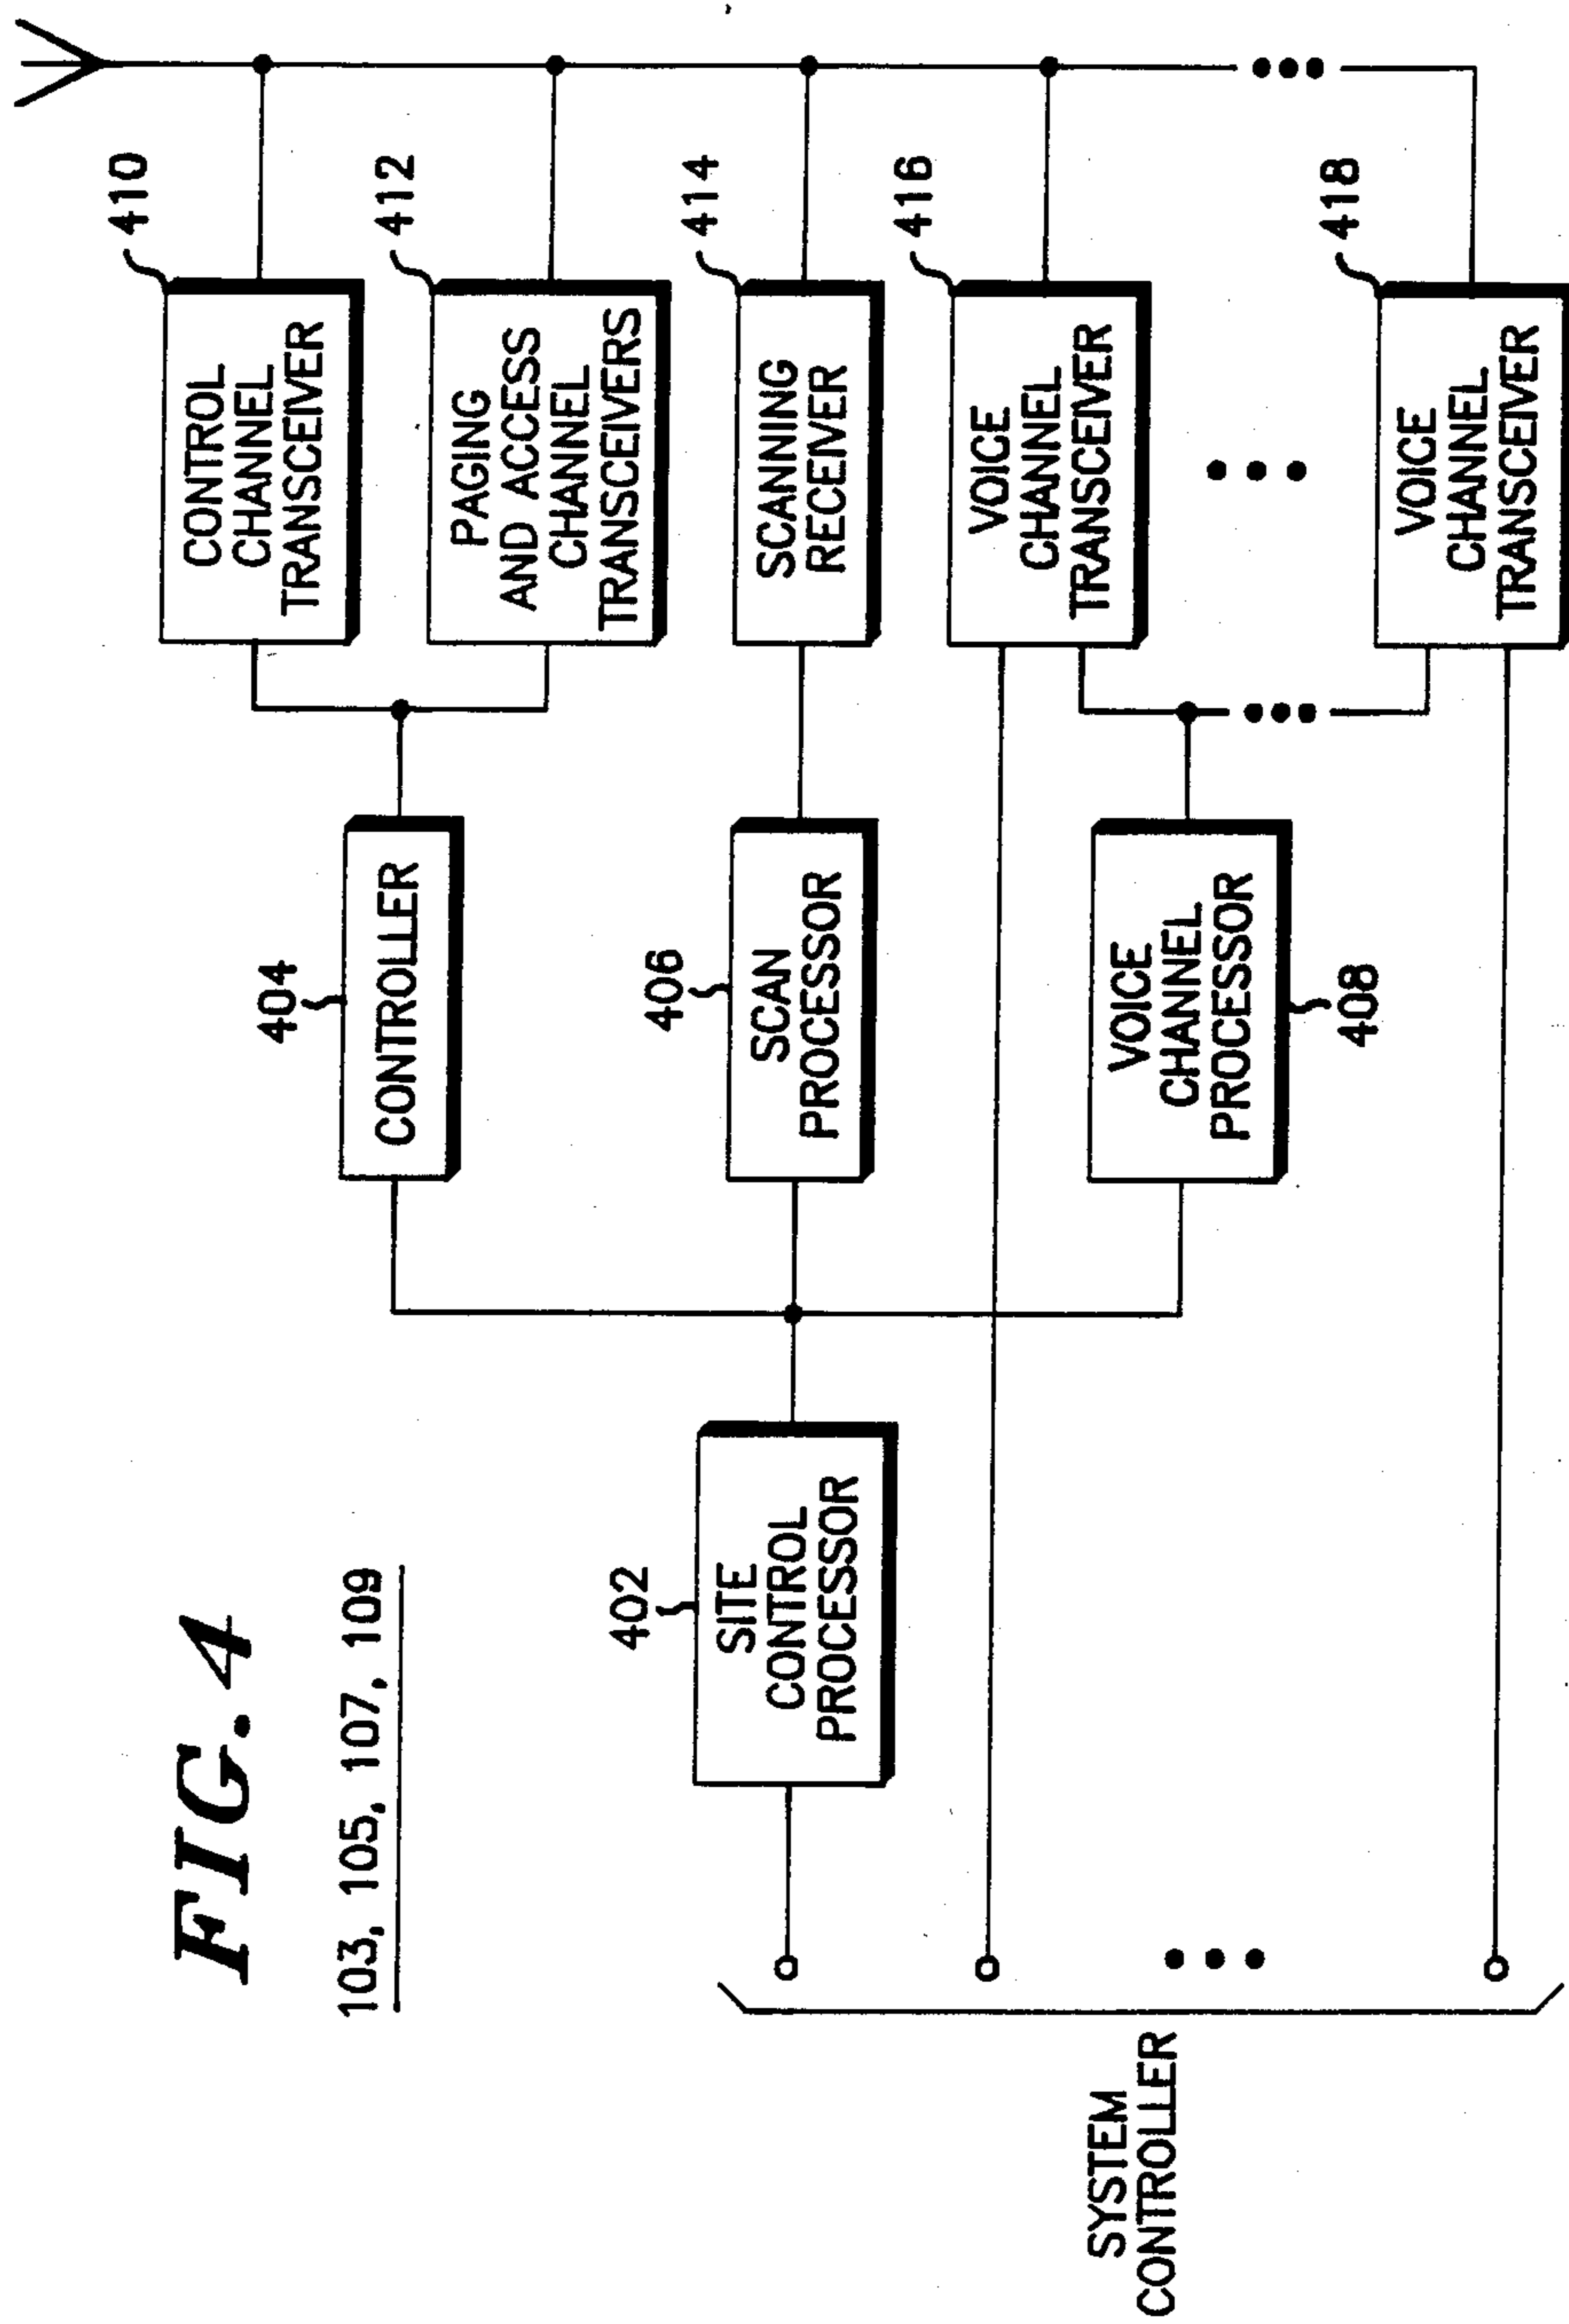 FIG. 4
103, 105, 107, 109
410
CONTROL
CHANNEL
TRANSCEIVER
404
CONTROLLER
412
PAGING
AND ACCESS
CHANNEL
TRANSCEIVERS
402
SITE
CONTROL
PROCESSOR
406
SCAN
PROCESSOR
414
SCANNING
RECEIVER
416
VOICE
CHANNEL
TRANSCEIVER
SYSTEM
CONTROLLER
VOICE
CHANNEL
PROCESSOR
408
418
VOICE
CHANNEL
TRANSCEIVER